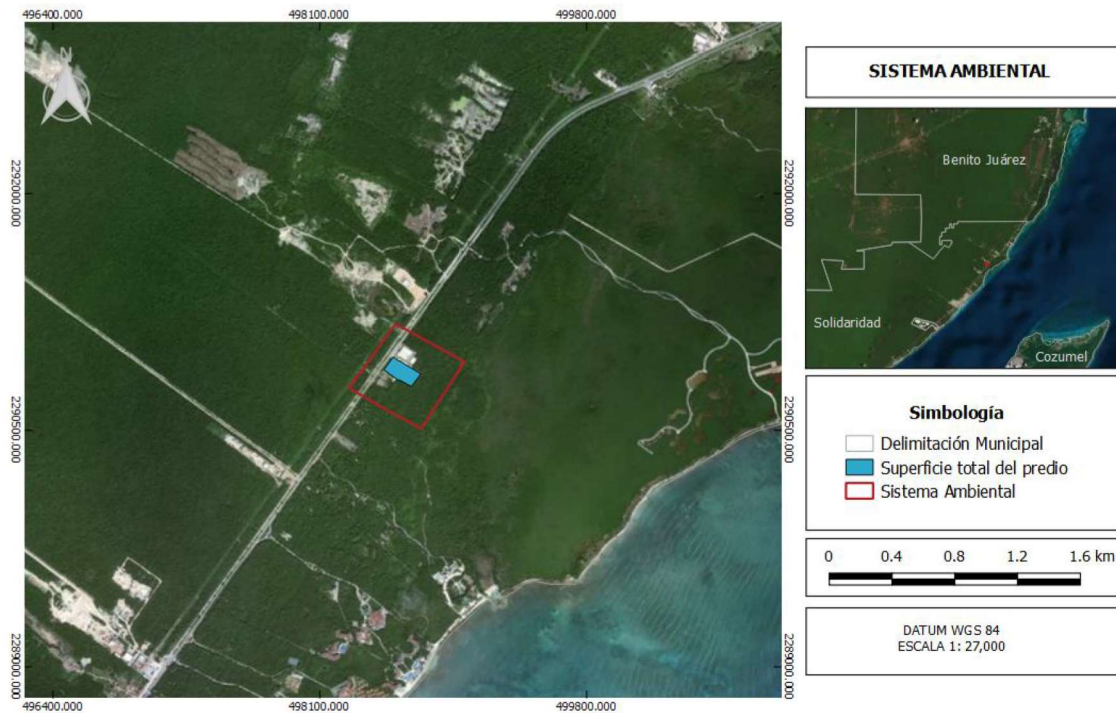 496400.000
498100.000
499800.000
N
2292000.000
2292000.000
2290500.000
2290500.000
2289000.000
2289000.000
496400.000
498100.000
499800.000
SISTEMA AMBIENTAL
Benito Juárez
Solidaridad
Cozumel
Simbología
Delimitación Municipal
Superficie total del predio
Sistema Ambiental
0 0.4 0.8 1.2 1.6 km
DATUM WGS 84
ESCALA 1: 27,000